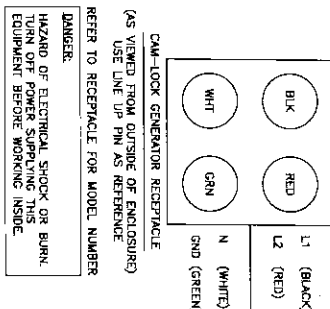 BLK
RED
WHT
GRN
L1 (BLACK)
L2 (RED)
N (WHITE)
GND (GREEN
CAM-LOCK GENERATOR RECEPTACLE
(AS VIEWED FROM OUTSIDE OF ENCLOSURE)
USE LINE UP PIN AS REFERENCE
REFER TO RECEPTACLE FOR MODEL NUMBER
DANGER:
HAZARD OF ELECTRICAL SHOCK OR BURN.
TURN OFF POWER SUPPLYING THIS
EQUIPMENT BEFORE WORKING INSIDE.